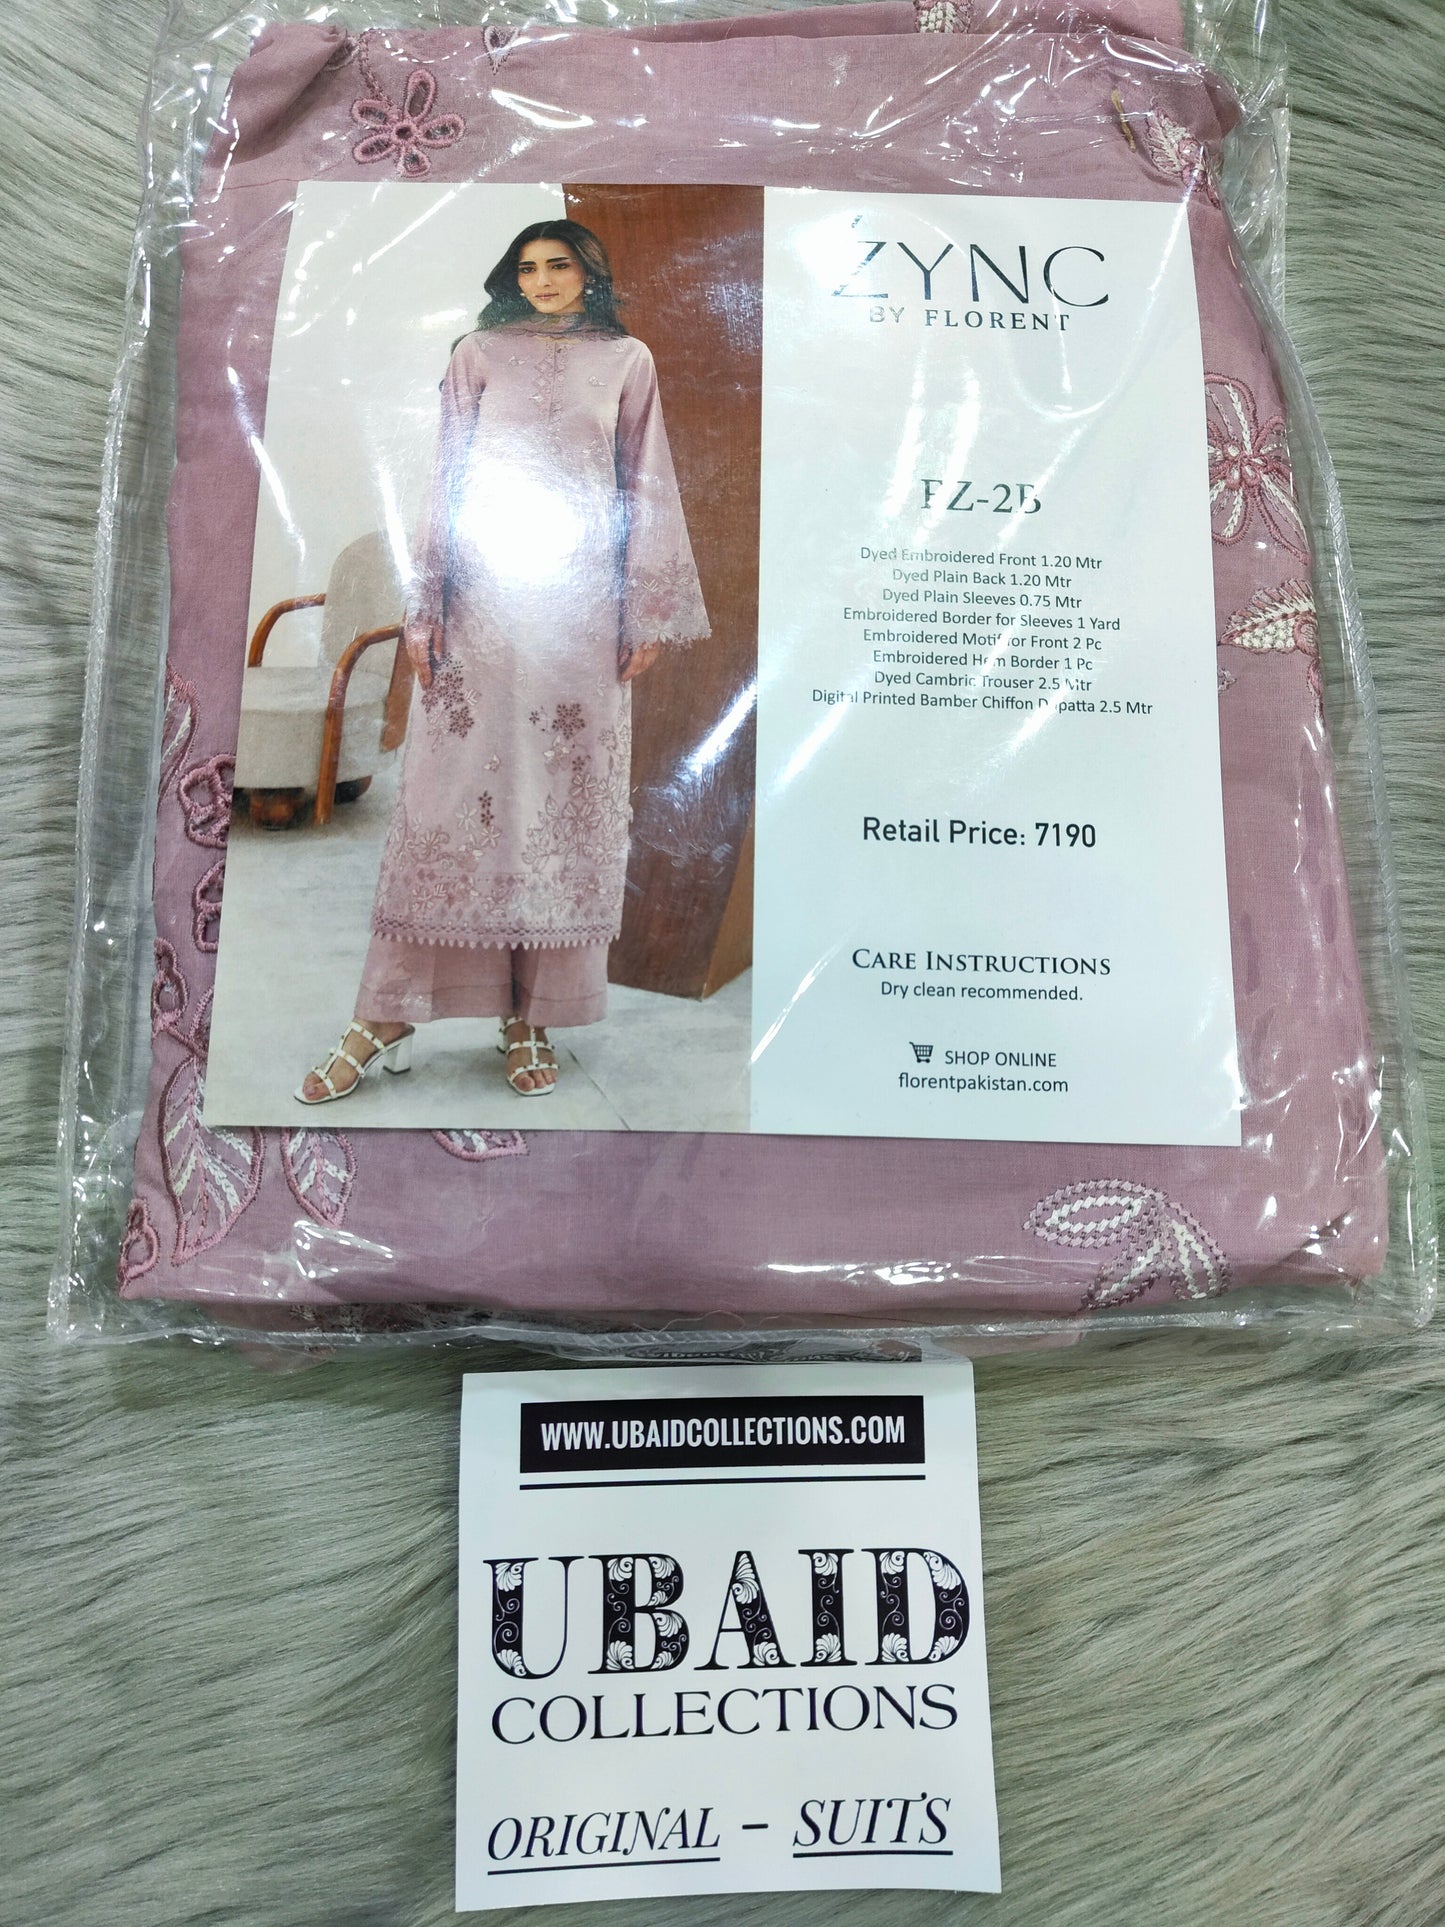 ZYNC
BY FLORENT
FZ-2B
Dyed Embroidered Front 1.20 Mtr
Dyed Plain Back 1.20 Mtr
Dyed Plain Sleeves 0.75 Mtr
Embroidered Border for Sleeves 1 Yard
Embroidered Motif for Front 2 Pc
Embroidered Hem Border 1 Pc
Dyed Cambric Trouser 2.5 Mtr
Digital Printed Bamber Chiffon Dupatta 2.5 Mtr
Retail Price: 7190
CARE INSTRUCTIONS
Dry clean recommended.
SHOP ONLINE
florentpakistan.com
WWW.UBAIDCOLLECTIONS.COM
UBAID
COLLECTIONS
ORIGINAL - SUITS